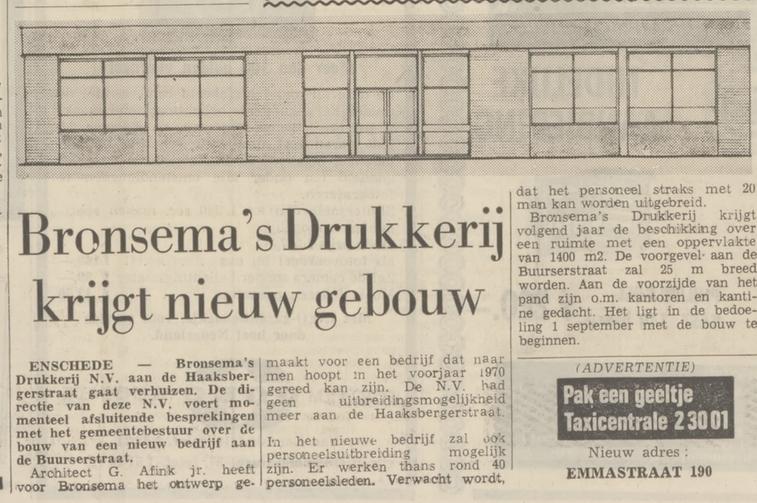 Bronsema's Drukkerij
krijgt nieuw gebouw
ENSCHEDE — Bronsema's
Drukkerij N.V. aan de Haaksber-
gerstraat gaat verhuizen. De di-
rectie van deze N.V. voert mo-
menteel afsluitende besprekingen
met het gemeentebestuur over de
bouw van een nieuw bedrijf aan
de Buurserstraat.
Architect G. Afink jr. heeft
voor Bronsema het ontwerp ge-
maakt voor een bedrijf dat naar
men hoopt in het voorjaar 1970
gereed kan zijn. De N.V. had
geen uitbreidingsmogelijkheid
meer aan de Haaksbergerstraat.
In het nieuwe bedrijf zal ook
personeelsuitbreiding mogelijk
zijn. Er werken thans rond 40
personeelsleden. Verwacht wordt,
dat het personeel straks met 20
man kan worden uitgebreid.
Bronsema's Drukkerij krijgt
volgend jaar de beschikking over
een ruimte met een oppervlakte
van 1400 m2. De voorgevel aan de
Buurserstraat zal 25 m breed
worden. Aan de voorzijde van het
pand zijn o.m. kantoren en kanti-
ne gedacht. Het ligt in de bedoe-
ling 1 september met de bouw te
beginnen.
(ADVERTENTIE)
Pak een geeltje
Taxicentrale 23001
Nieuw adres :
EMMASTRAAT 190